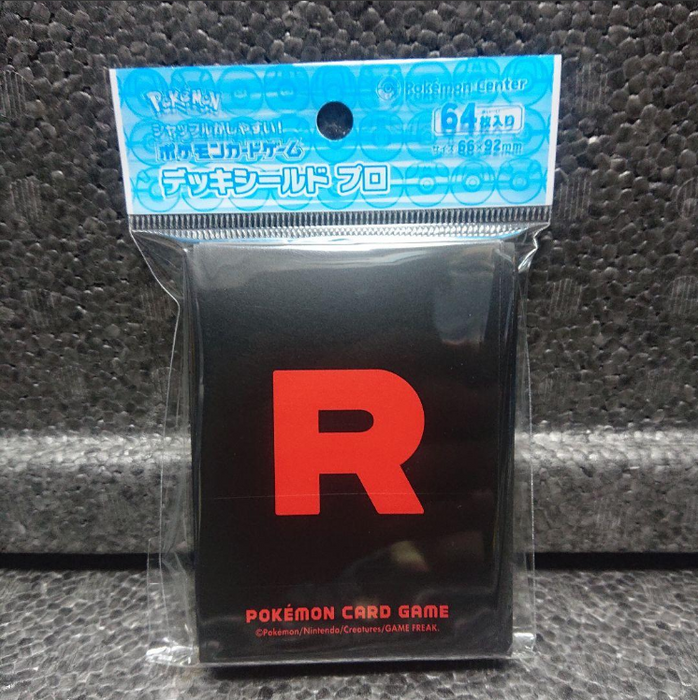 Pokémon
Pokémon Center
シャッフルがしやすい!
ポケモンカードゲーム
デッキシールド プロ
64枚入り
サイズ 66×92mm
R
POKÉMON CARD GAME
©Pokémon/Nintendo/Creatures/GAME FREAK.